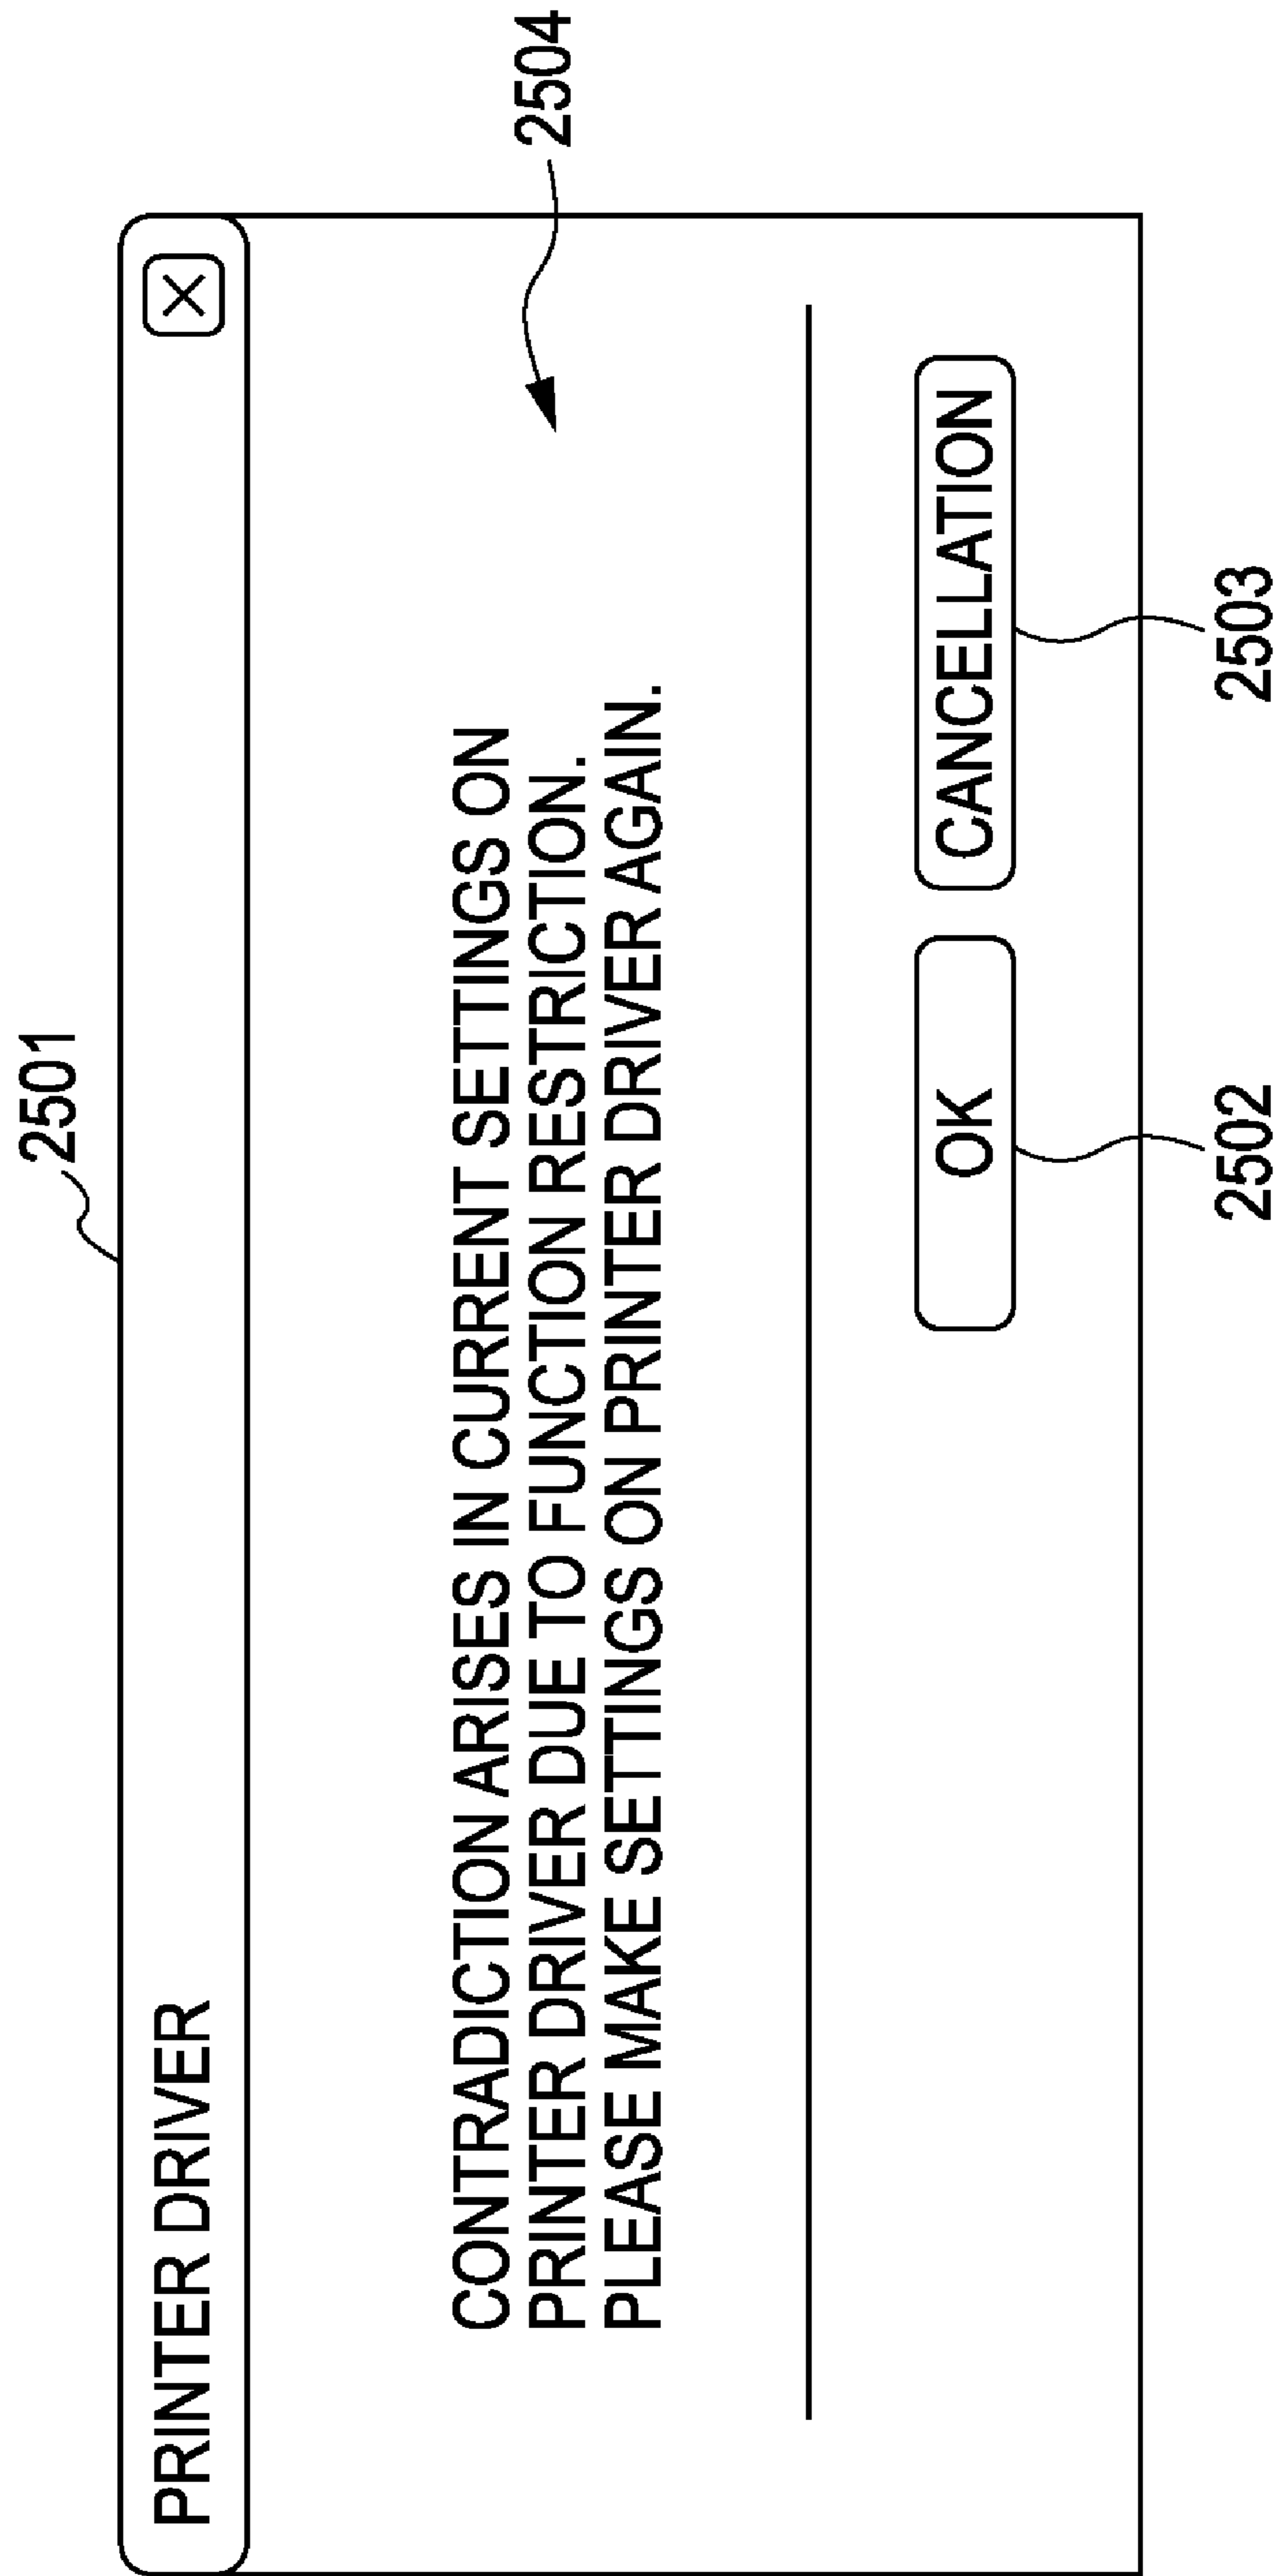 2501
PRINTER DRIVER
X
CONTRADICTION ARISES IN CURRENT SETTINGS ON
PRINTER DRIVER DUE TO FUNCTION RESTRICTION.
PLEASE MAKE SETTINGS ON PRINTER DRIVER AGAIN.
2504
OK
CANCELLATION
2502
2503